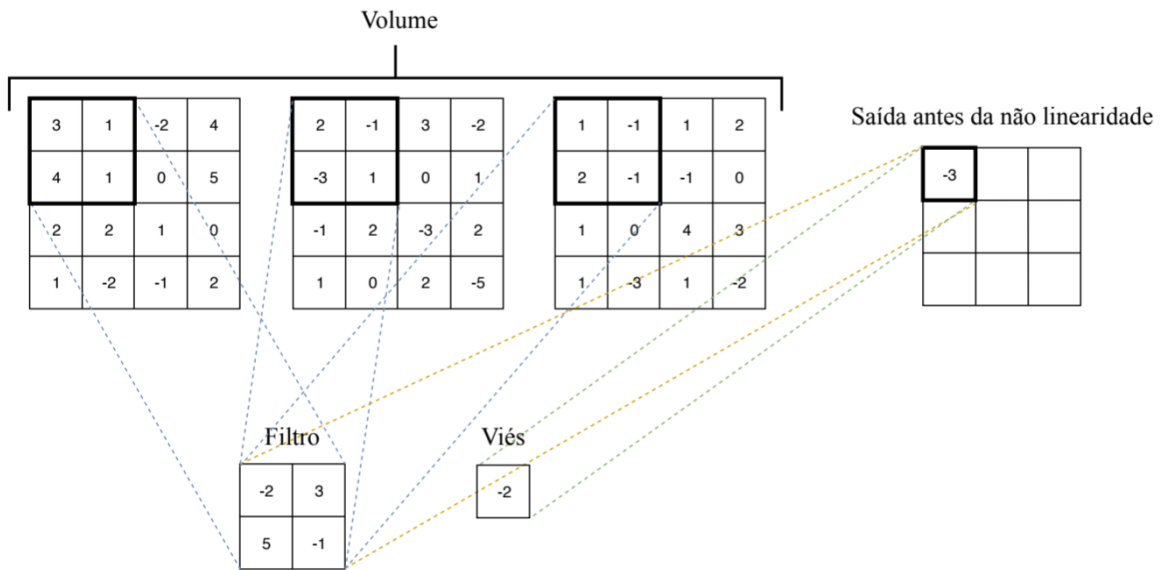 Volume
Saída antes da não linearidade
3 1 -2 4 2 -1 3 -2 1 -1 1 2
-3
4 1 0 5 -3 1 0 1 2 -1 -1 0
2 2 1 0 -1 2 -3 2 1 0 4 3
1 -2 -1 2 1 0 2 -5 1 -3 1 -2
Filtro Viés
-2 3 -2
5 -1